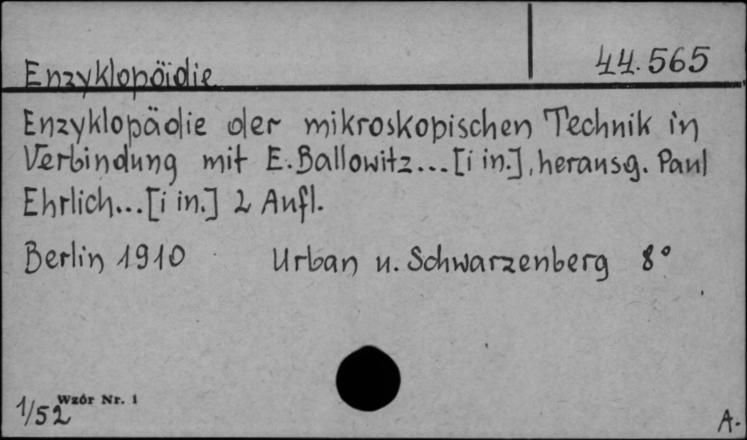 44.565
Enzyklopöidie
Enzyklopädie der mikroskopischen Technik in
Verbindung mit E. Ballowitz... [i in.], herausg. Paul
Ehrlich... [i in.] 2 Aufl.
Berlin 1910 Urban u. Schwarzenberg 8°
Wzór Nr. 1
1/52
A.